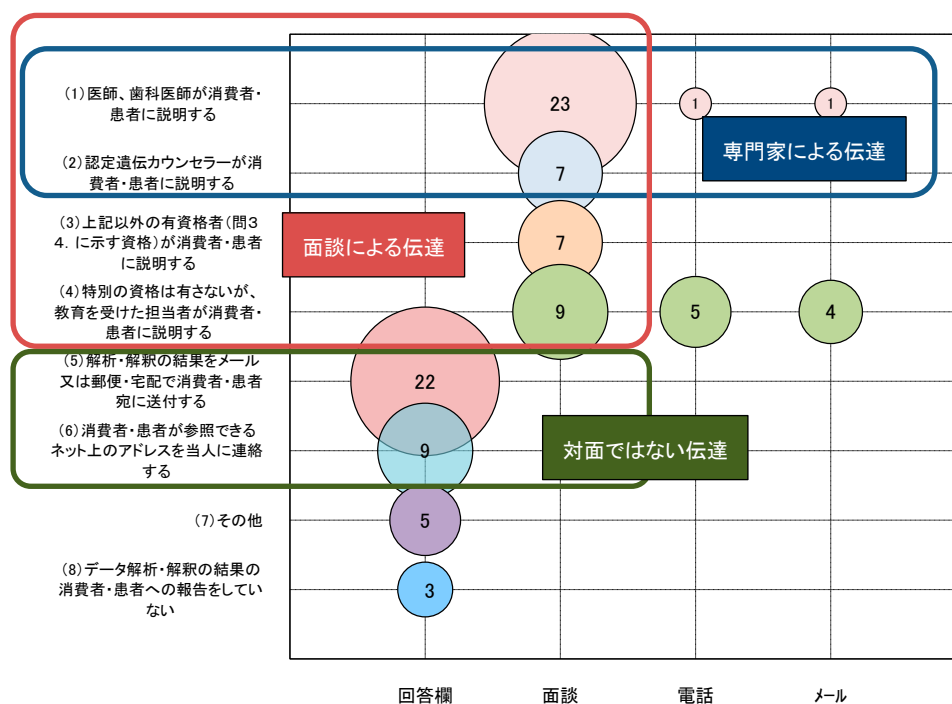 (1)医師、歯科医師が消費者・
患者に説明する
23
1
1
専門家による伝達
(2)認定遺伝カウンセラーが消
費者・患者に説明する
7
(3)上記以外の有資格者(問3
4. に示す資格)が消費者・患者
に説明する
面談による伝達
7
(4)特別の資格は有さないが、
教育を受けた担当者が消費者・
患者に説明する
9
5
4
(5)解析・解釈の結果をメール
又は郵便・宅配で消費者・患者
宛に送付する
22
(6)消費者・患者が参照できる
ネット上のアドレスを当人に連絡
する
9
対面ではない伝達
(7)その他
5
(8)データ解析・解釈の結果の
消費者・患者への報告をしてい
ない
3
回答欄
面談
電話
メール